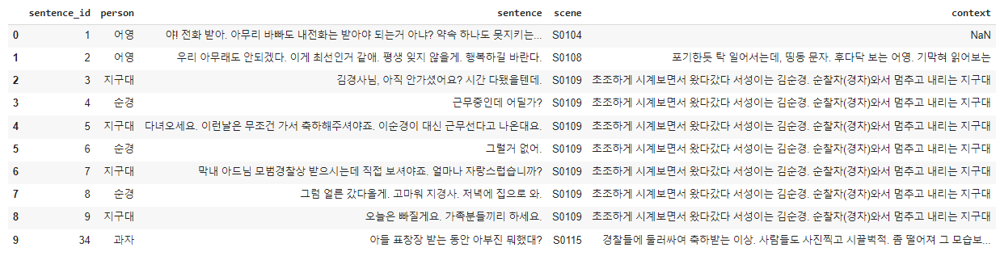 sentence_id person sentence scene context
0 1 어영 야! 전화 받아. 아무리 바빠도 내전화는 받아야 되는거 아냐? 약속 하나도 못지키는... S0104 NaN
1 2 어영 우리 아무래도 안되겠다. 이게 최선인거 같애. 평생 잊지 않을게. 행복하길 바란다. S0108 포기한듯 탁 일어서는데, 띵동 문자. 후다닥 보는 어영. 기막혀 읽어보는
2 3 지구대 김경사님, 아직 안가셨어요? 시간 다됐을텐데. S0109 초조하게 시계보면서 왔다갔다 서성이는 김순경. 순찰차(경차)와서 멈추고 내리는 지구대
3 4 순경 근무중인데 어딜가? S0109 초조하게 시계보면서 왔다갔다 서성이는 김순경. 순찰차(경차)와서 멈추고 내리는 지구대
4 5 지구대 다녀오세요. 이런날은 무조건 가서 축하해주셔야죠. 이순경이 대신 근무선다고 나온대요. S0109 초조하게 시계보면서 왔다갔다 서성이는 김순경. 순찰차(경차)와서 멈추고 내리는 지구대
5 6 순경 그럴거 없어. S0109 초조하게 시계보면서 왔다갔다 서성이는 김순경. 순찰차(경차)와서 멈추고 내리는 지구대
6 7 지구대 막내 아드님 모범경찰상 받으시는데 직접 보셔야죠. 얼마나 자랑스럽습니까? S0109 초조하게 시계보면서 왔다갔다 서성이는 김순경. 순찰차(경차)와서 멈추고 내리는 지구대
7 8 순경 그럼 얼른 갔다올게. 고마워 지경사. 저녁에 집으로 와. S0109 초조하게 시계보면서 왔다갔다 서성이는 김순경. 순찰차(경차)와서 멈추고 내리는 지구대
8 9 지구대 오늘은 빠질게요. 가족분들끼리 하세요. S0109 초조하게 시계보면서 왔다갔다 서성이는 김순경. 순찰차(경차)와서 멈추고 내리는 지구대
9 34 과자 아들 표창장 받는 동안 아부진 뭐했대? S0115 경찰들에 둘러싸여 축하받는 이상. 사람들도 사진찍고 시끌벅적. 좀 떨어져 그 모습보...